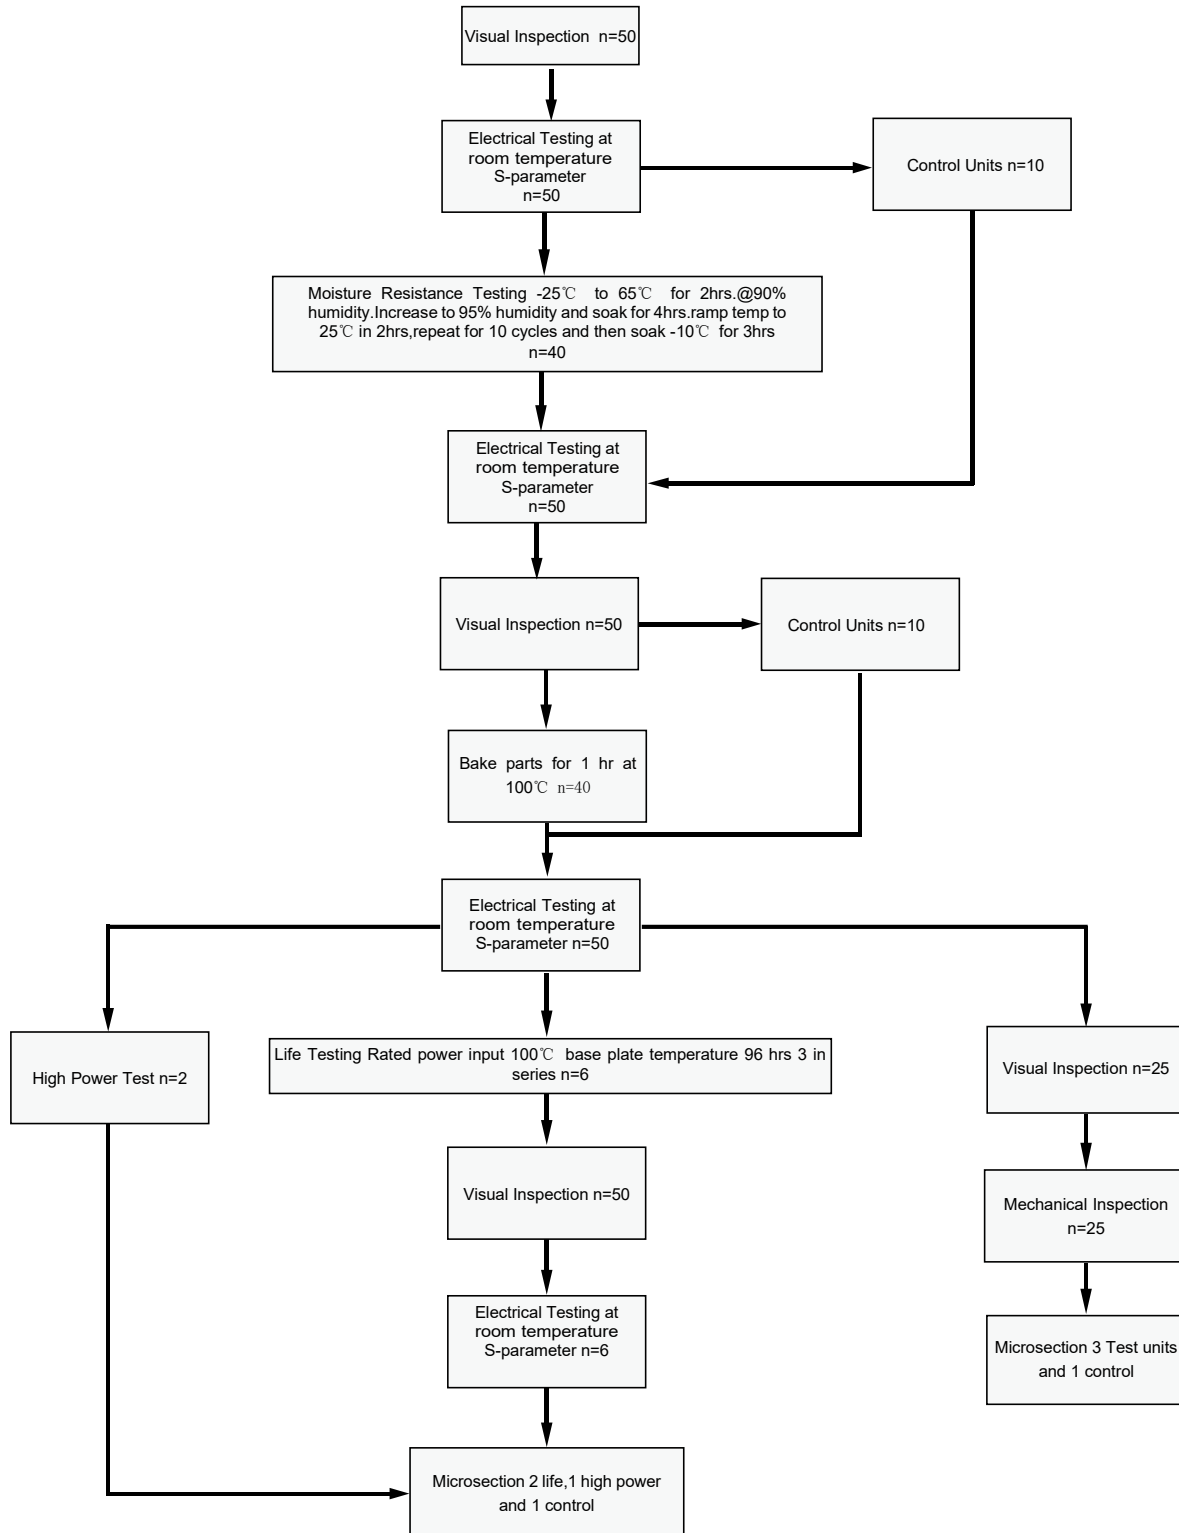 Visual Inspection n=50
Electrical Testing at
room temperature
S-parameter
n=50
Control Units n=10
Moisture Resistance Testing -25℃ to 65℃ for 2hrs.@90%
humidity.Increase to 95% humidity and soak for 4hrs.ramp temp to
25℃ in 2hrs,repeat for 10 cycles and then soak -10℃ for 3hrs
n=40
Electrical Testing at
room temperature
S-parameter
n=50
Visual Inspection n=50
Control Units n=10
Bake parts for 1 hr at
100℃ n=40
Electrical Testing at
room temperature
S-parameter n=50
High Power Test n=2
Life Testing Rated power input 100℃ base plate temperature 96 hrs 3 in
series n=6
Visual Inspection n=25
Visual Inspection n=50
Mechanical Inspection
n=25
Electrical Testing at
room temperature
S-parameter n=6
Microsection 3 Test units
and 1 control
Microsection 2 life,1 high power
and 1 control